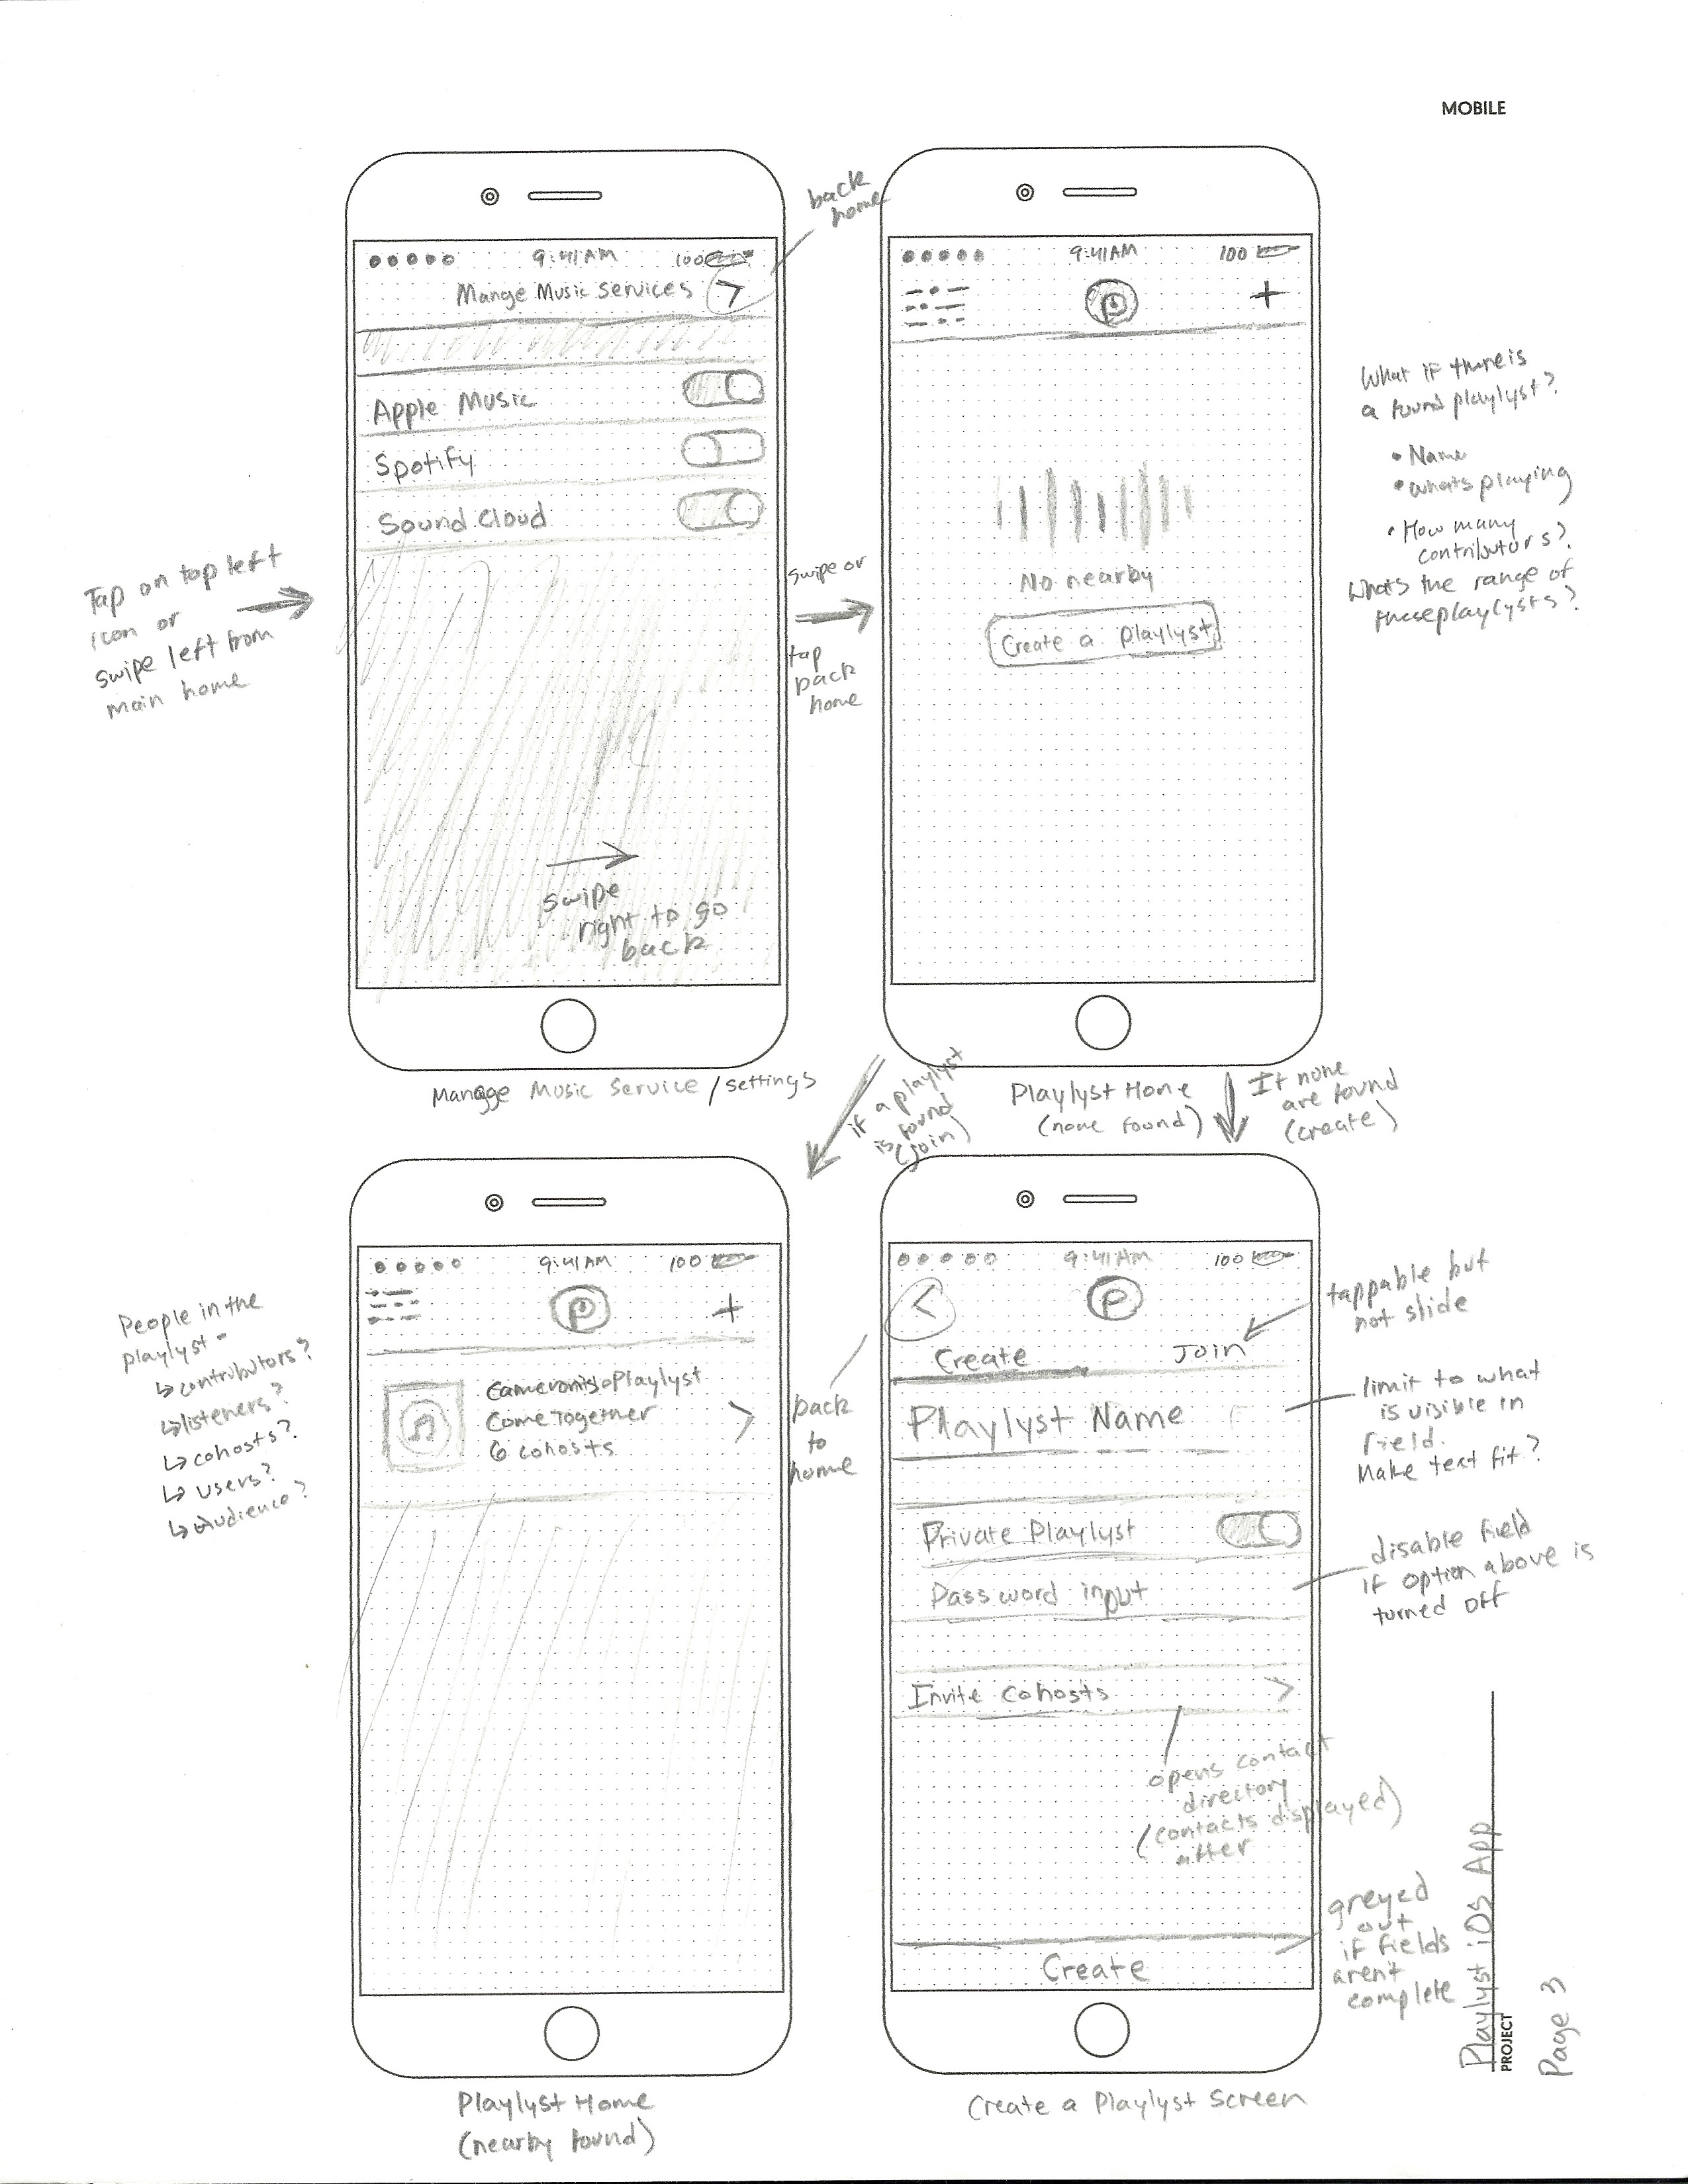 MOBILE
back
home
9:41AM 100
Mange Music Services
Apple Music
Spotify
Sound Cloud
swipe
right to go
back
Mangge Music Service / settings
Tap on top left
icon or
swipe left from
main home
swipe or
tap
back
home
9:41AM 100
P +
No nearby
Create a playlyst
Playlyst Home
(none found)
What if there is
a found playlyst?
• Name
• whats playing
• How many
contributors?
Whats the range of
these playlysts?
if a playlyst
is found
(join)
If none
are found
(create)
9:41AM 100
P +
Cameron's Playlyst
Come Together
6 cohosts
Playlyst Home
(nearby found)
People in the
playlyst -
↳ contributors?
↳ listeners?
↳ cohosts?
↳ users?
↳ audience?
back
to
home
9:41AM 100
P
Create Join
Playlyst Name
Private Playlyst
Password input
Invite Cohosts
opens contact
directory
(contacts displayed)
after
Create
Create a Playlyst Screen
tappable but
not slide
limit to what
is visible in
field.
Make text fit?
disable field
if option above is
turned off
greyed
out
if fields
aren't
complete
Playlyst iOS App
PROJECT
Page 3